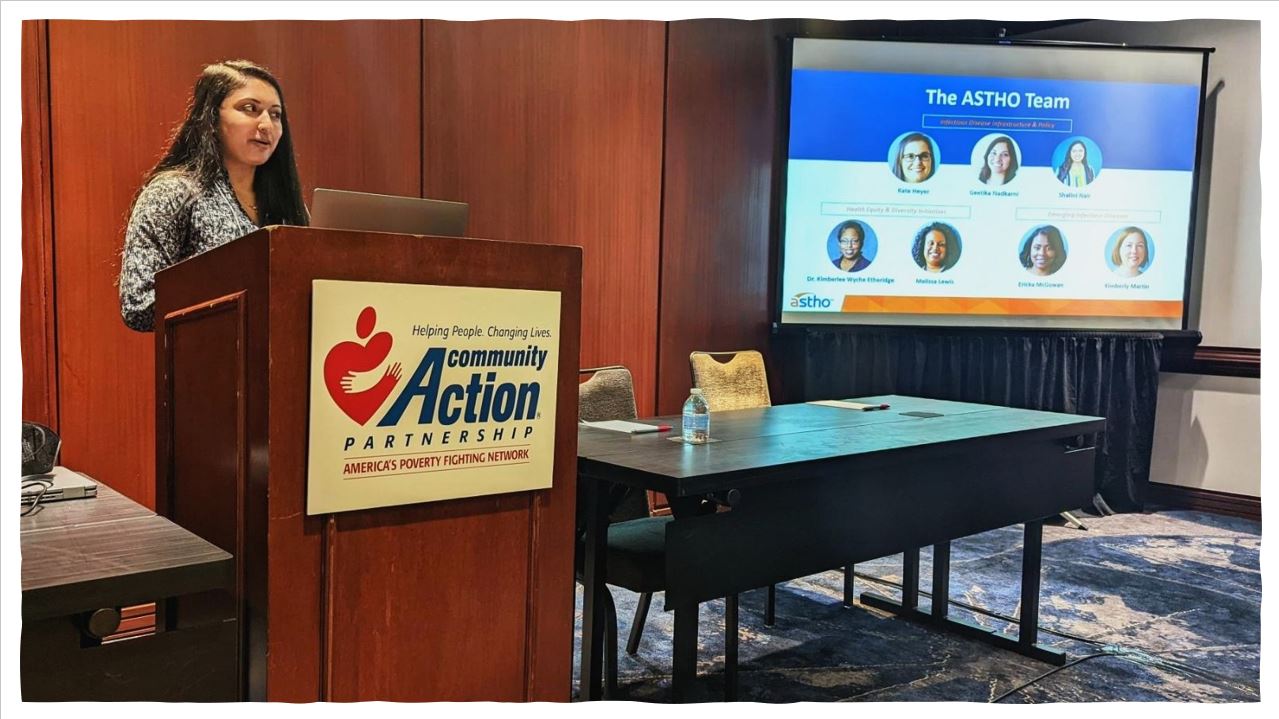 The ASTHO Team
Infectious Disease Infrastructure & Policy
Kate Heyer
Geetika Nadkarni
Shalini Nair
Health Equity & Diversity Initiatives
Emerging Infectious Diseases
Dr. Kimberlee Wyche Etheridge
Melissa Lewis
Ericka McGowan
Kimberly Martin
astho
Helping People. Changing Lives.
community
Action
PARTNERSHIP
AMERICA'S POVERTY FIGHTING NETWORK